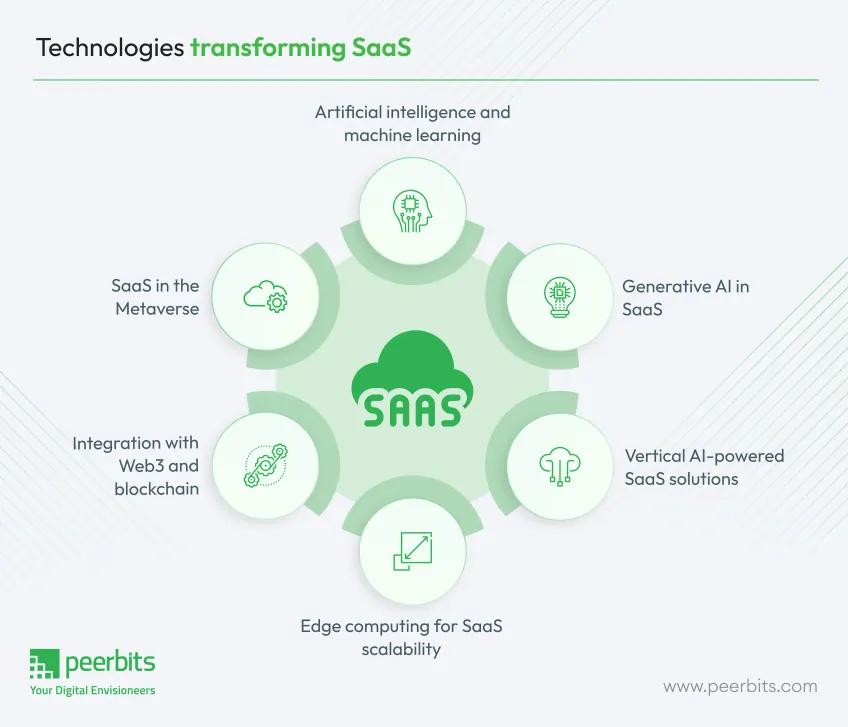 Technologies transforming SaaS
Artificial intelligence and
machine learning
SaaS in the
Metaverse
Generative AI in
SaaS
SAAS
Integration with
Web3 and
blockchain
Vertical AI-powered
SaaS solutions
Edge computing for SaaS
scalability
peerbits
Your Digital Envisioneers
www.peerbits.com